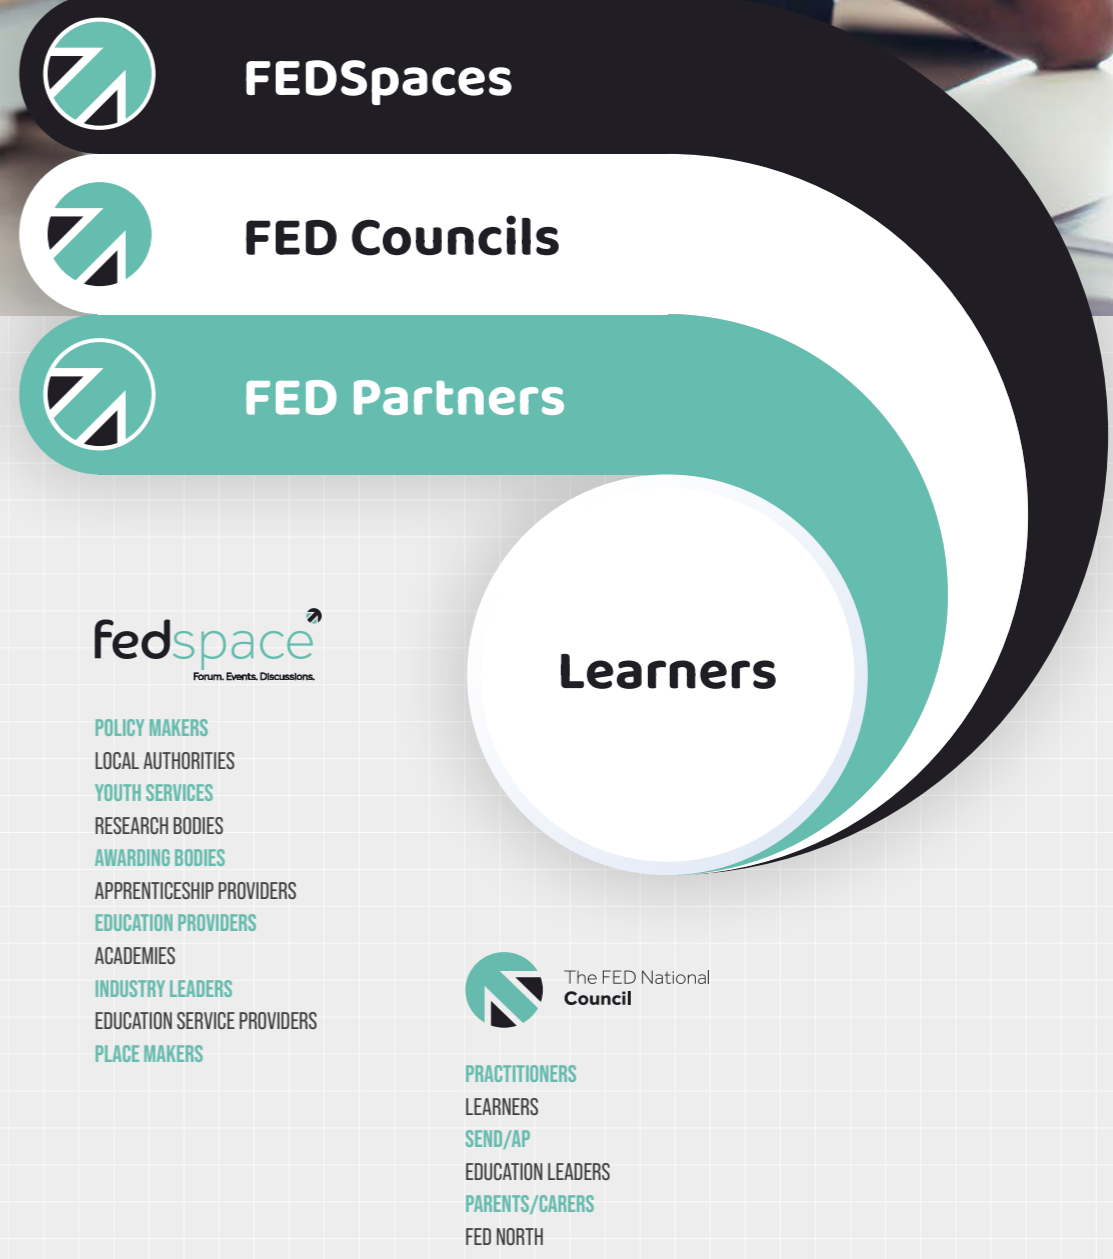 FEDSpaces
FED Councils
FED Partners
Learners
fedspace
Forum. Events. Discussions.
POLICY MAKERS
LOCAL AUTHORITIES
YOUTH SERVICES
RESEARCH BODIES
AWARDING BODIES
APPRENTICESHIP PROVIDERS
EDUCATION PROVIDERS
ACADEMIES
INDUSTRY LEADERS
EDUCATION SERVICE PROVIDERS
PLACE MAKERS
The FED National
Council
PRACTITIONERS
LEARNERS
SEND/AP
EDUCATION LEADERS
PARENTS/CARERS
FED NORTH